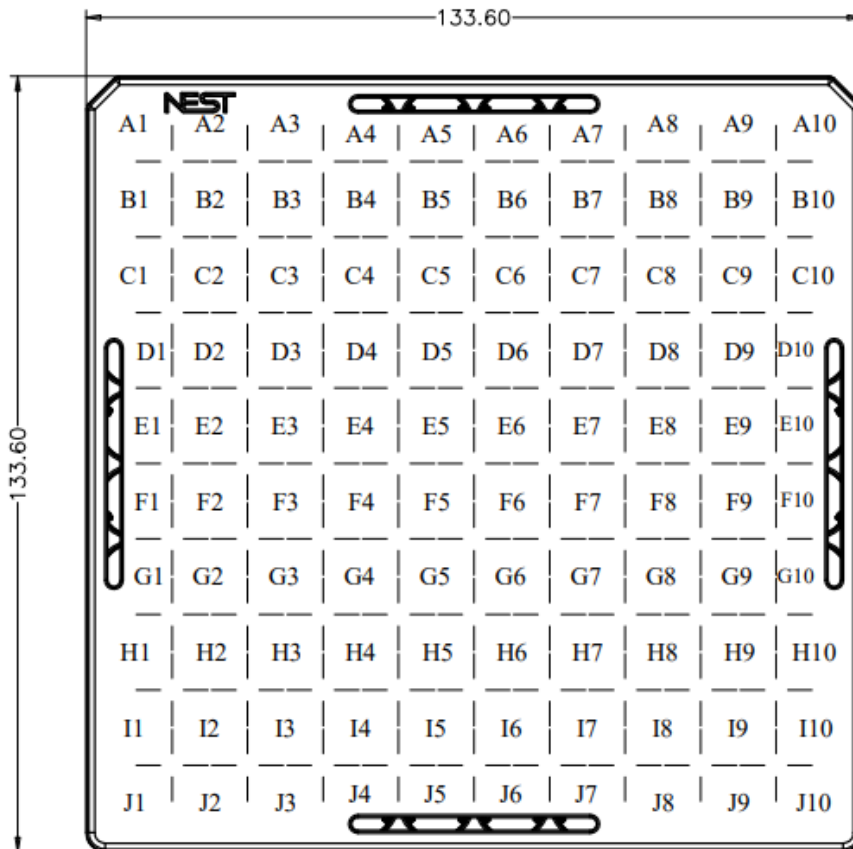 133.60
NEST
A1 A2 A3 A4 A5 A6 A7 A8 A9 A10
B1 B2 B3 B4 B5 B6 B7 B8 B9 B10
C1 C2 C3 C4 C5 C6 C7 C8 C9 C10
D1 D2 D3 D4 D5 D6 D7 D8 D9 D10
E1 E2 E3 E4 E5 E6 E7 E8 E9 E10
133.60
F1 F2 F3 F4 F5 F6 F7 F8 F9 F10
G1 G2 G3 G4 G5 G6 G7 G8 G9 G10
H1 H2 H3 H4 H5 H6 H7 H8 H9 H10
I1 I2 I3 I4 I5 I6 I7 I8 I9 I10
J1 J2 J3 J4 J5 J6 J7 J8 J9 J10